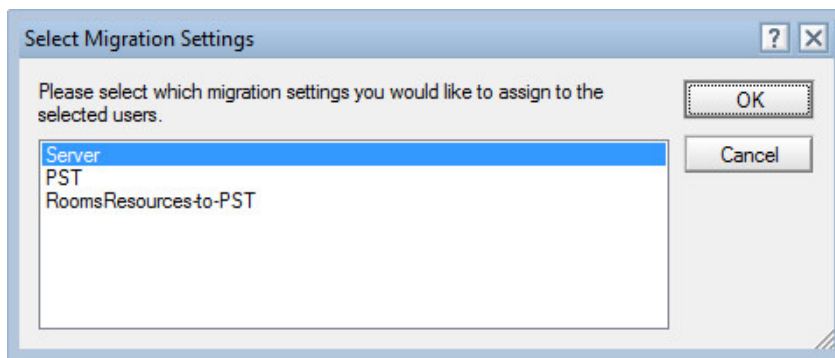 Select Migration Settings
?
Please select which migration settings you would like to assign to the
selected users.
OK
Cancel
Server
PST
RoomsResources-to-PST